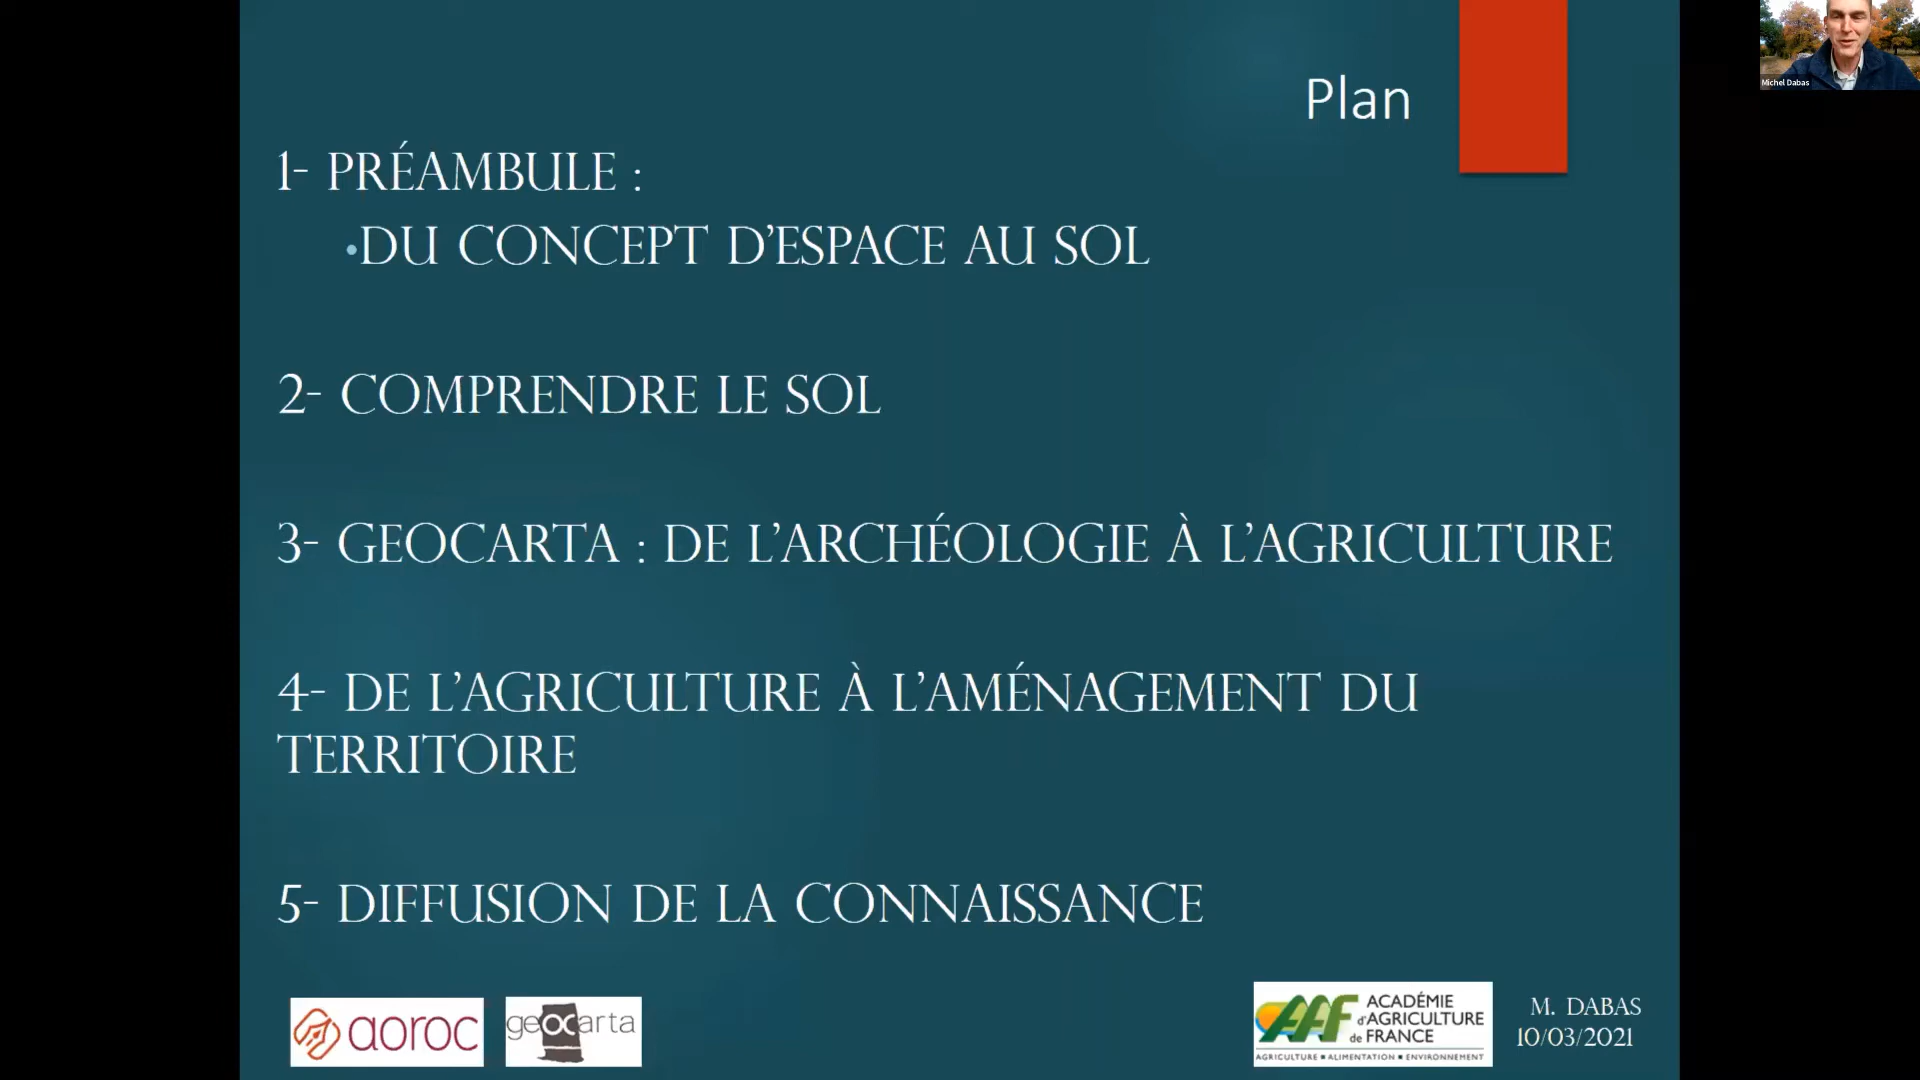 Plan
Michel Dabas
1- PRÉAMBULE :
•DU CONCEPT D'ESPACE AU SOL
2- COMPRENDRE LE SOL
3- GEOCARTA : DE L'ARCHÉOLOGIE À L'AGRICULTURE
4- DE L'AGRICULTURE À L'AMÉNAGEMENT DU
TERRITOIRE
5- DIFFUSION DE LA CONNAISSANCE
aoroc
geocarta
AAF
ACADÉMIE
d'AGRICULTURE
de FRANCE
AGRICULTURE ■ ALIMENTATION ■ ENVIRONNEMENT
M. DABAS
10/03/2021